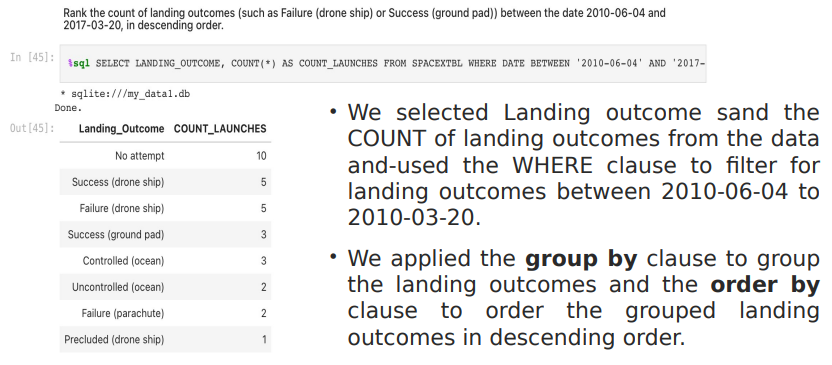 Rank the count of landing outcomes (such as Failure (drone ship) or Success (ground pad)) between the date 2010-06-04 and
2017-03-20, in descending order.
In [45]: %sql SELECT LANDING_OUTCOME, COUNT(*) AS COUNT_LAUNCHES FROM SPACEXTBL WHERE DATE BETWEEN '2010-06-04' AND '2017-
* sqlite:///my_data1.db
Done.
Out[45]: Landing_Outcome COUNT_LAUNCHES
No attempt 10
Success (drone ship) 5
Failure (drone ship) 5
Success (ground pad) 3
Controlled (ocean) 3
Uncontrolled (ocean) 2
Failure (parachute) 2
Precluded (drone ship) 1
• We selected Landing outcome sand the
COUNT of landing outcomes from the data
and-used the WHERE clause to filter for
landing outcomes between 2010-06-04 to
2010-03-20.
• We applied the group by clause to group
the landing outcomes and the order by
clause to order the grouped landing
outcomes in descending order.